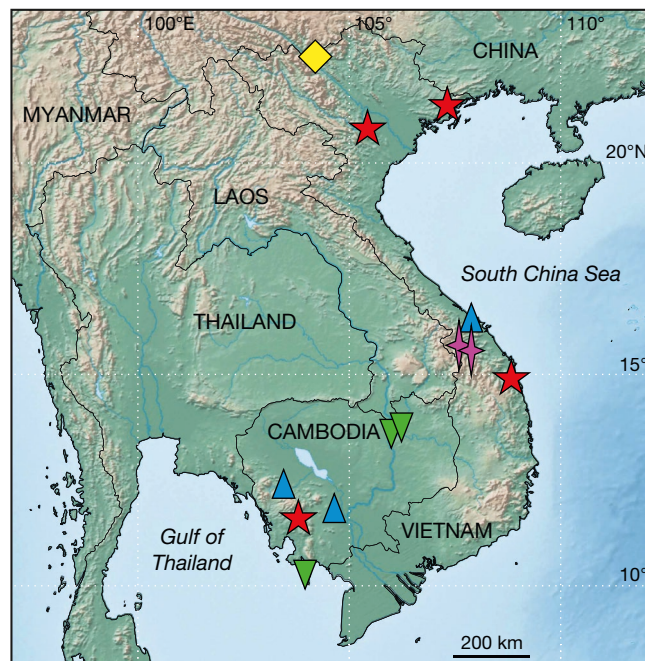 100°E
105°
110°
CHINA
MYANMAR
20°N
LAOS
South China Sea
THAILAND
15°
CAMBODIA
Gulf of
Thailand
VIETNAM
10°
200 km